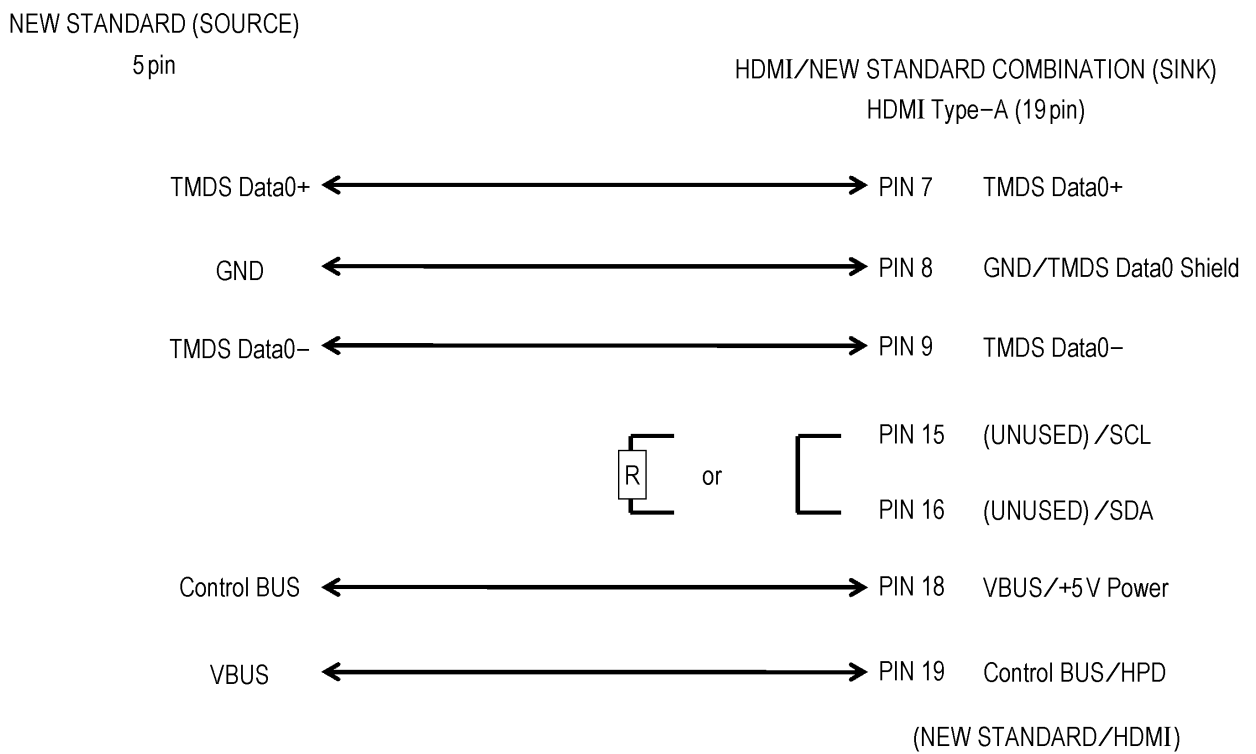 NEW STANDARD (SOURCE)
5pin
HDMI/NEW STANDARD COMBINATION (SINK)
HDMI Type-A (19pin)
TMDS Data0+ PIN 7 TMDS Data0+
GND PIN 8 GND/TMDS Data0 Shield
TMDS Data0- PIN 9 TMDS Data0-
PIN 15 (UNUSED)/SCL
R or
PIN 16 (UNUSED)/SDA
Control BUS PIN 18 VBUS/+5V Power
VBUS PIN 19 Control BUS/HPD
(NEW STANDARD/HDMI)